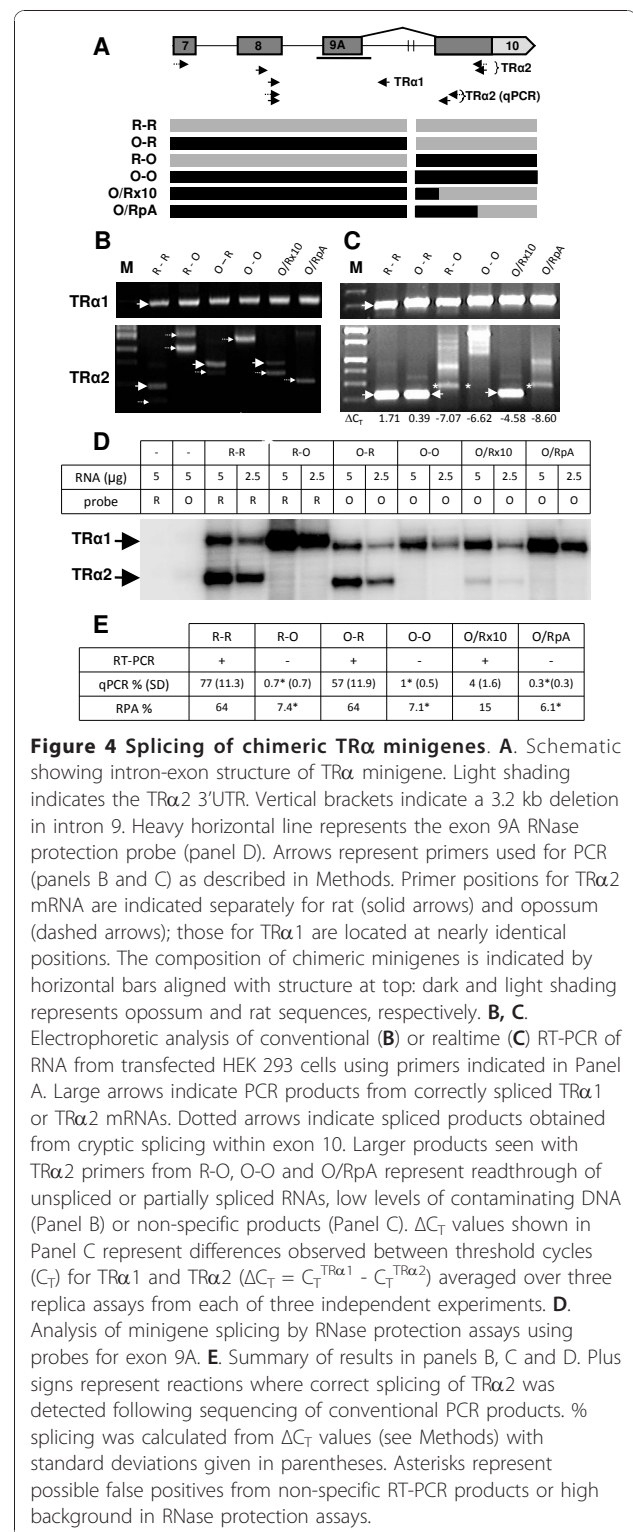 A
7 8 9A 10
}TRα2
TRα1
}TRα2 (qPCR)
R-R
O-R
R-O
O-O
O/Rx10
O/RpA
B
M R - R R - O O – R O - O O/Rx10 O/RpA
TRα1
TRα2
C
M R - R O - R R - O O - O O/Rx10 O/RpA
* * *
ΔCT 1.71 0.39 -7.07 -6.62 -4.58 -8.60
D
- - R-R R-O O-R O-O O/Rx10 O/RpA
RNA (µg) 5 5 5 2.5 5 2.5 5 2.5 5 2.5 5 2.5 5 2.5
probe R O R R R R O O O O O O O O
TRα1
TRα2
E
R-R R-O O-R O-O O/Rx10 O/RpA
RT-PCR + - + - + -
qPCR % (SD) 77 (11.3) 0.7* (0.7) 57 (11.9) 1* (0.5) 4 (1.6) 0.3*(0.3)
RPA % 64 7.4* 64 7.1* 15 6.1*
Figure 4 Splicing of chimeric TRα minigenes. A. Schematic
showing intron-exon structure of TRα minigene. Light shading
indicates the TRα2 3’UTR. Vertical brackets indicate a 3.2 kb deletion
in intron 9. Heavy horizontal line represents the exon 9A RNase
protection probe (panel D). Arrows represent primers used for PCR
(panels B and C) as described in Methods. Primer positions for TRα2
mRNA are indicated separately for rat (solid arrows) and opossum
(dashed arrows); those for TRα1 are located at nearly identical
positions. The composition of chimeric minigenes is indicated by
horizontal bars aligned with structure at top: dark and light shading
represents opossum and rat sequences, respectively. B, C.
Electrophoretic analysis of conventional (B) or realtime (C) RT-PCR of
RNA from transfected HEK 293 cells using primers indicated in Panel
A. Large arrows indicate PCR products from correctly spliced TRα1
or TRα2 mRNAs. Dotted arrows indicate spliced products obtained
from cryptic splicing within exon 10. Larger products seen with
TRα2 primers from R-O, O-O and O/RpA represent readthrough of
unspliced or partially spliced RNAs, low levels of contaminating DNA
(Panel B) or non-specific products (Panel C). ΔCT values shown in
Panel C represent differences observed between threshold cycles
(CT) for TRα1 and TRα2 (ΔCT = CT^TRα1 - CT^TRα2) averaged over three
replica assays from each of three independent experiments. D.
Analysis of minigene splicing by RNase protection assays using
probes for exon 9A. E. Summary of results in panels B, C and D. Plus
signs represent reactions where correct splicing of TRα2 was
detected following sequencing of conventional PCR products. %
splicing was calculated from ΔCT values (see Methods) with
standard deviations given in parentheses. Asterisks represent
possible false positives from non-specific RT-PCR products or high
background in RNase protection assays.